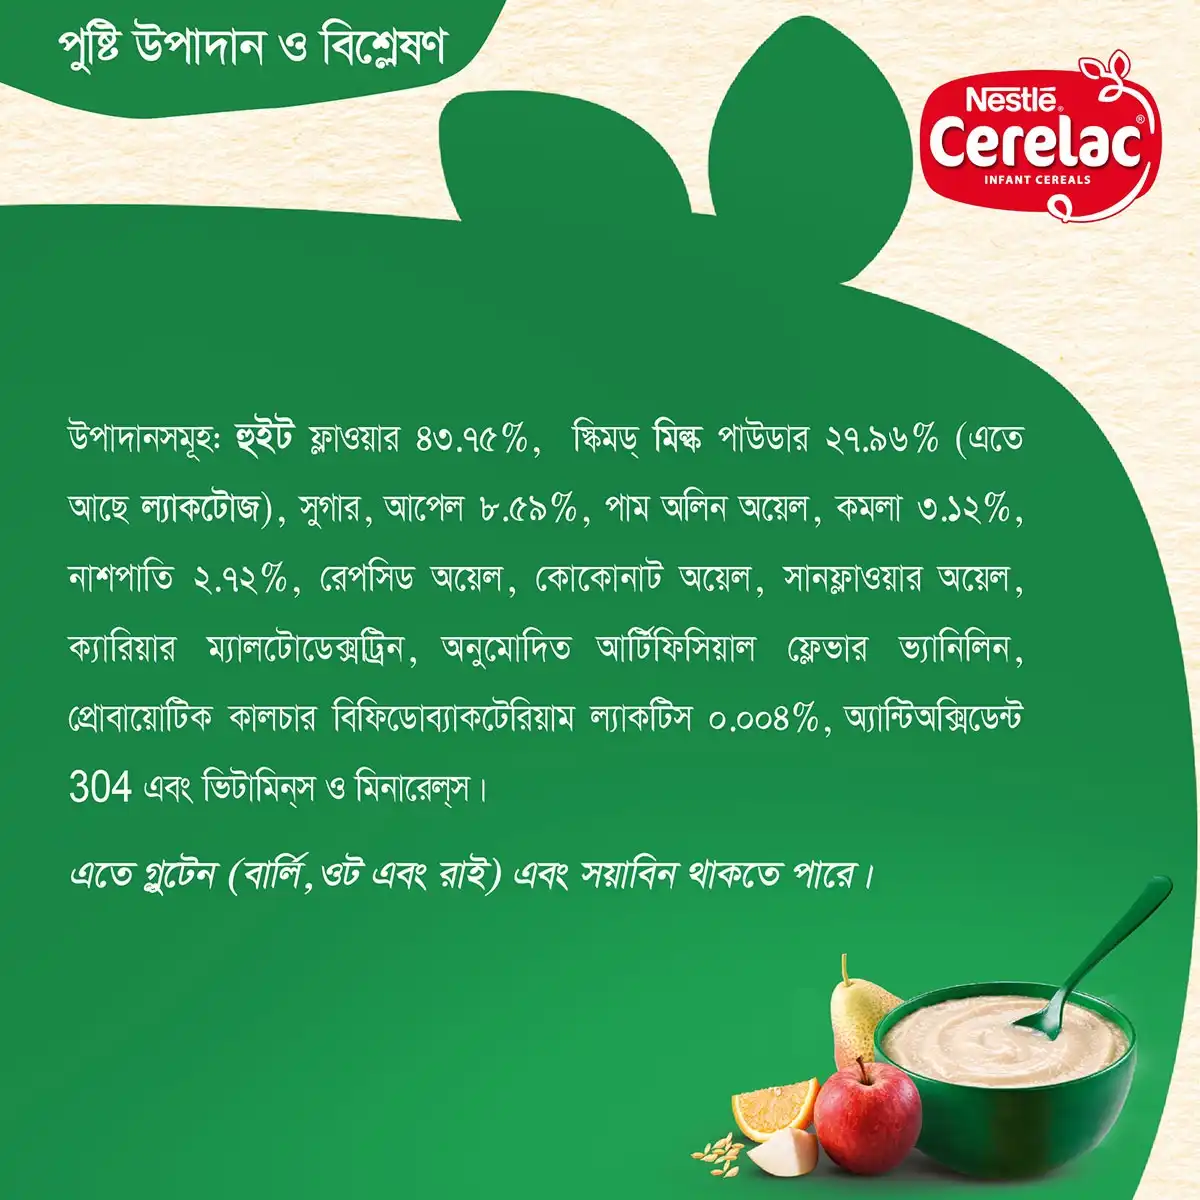 পুষ্টি উপাদান ও বিশ্লেষণ
Nestlé®
Cerelac®
INFANT CEREALS
উপাদানসমূহ: হুইট ফ্লাওয়ার ৪৩.৭৫%, স্কিমড্ মিল্ক পাউডার ২৭.৯৬% (এতে
আছে ল্যাকটোজ), সুগার, আপেল ৮.৫৯%, পাম অলিন অয়েল, কমলা ৩.১২%,
নাশপাতি ২.৭২%, রেপসিড অয়েল, কোকোনাট অয়েল, সানফ্লাওয়ার অয়েল,
ক্যারিয়ার ম্যালটোডেক্সট্রিন, অনুমোদিত আর্টিফিসিয়াল ফ্লেভার ভ্যানিলিন,
প্রোবায়োটিক কালচার বিফিডোব্যাকটেরিয়াম ল্যাকটিস ০.০০৪%, অ্যান্টিঅক্সিডেন্ট
304 এবং ভিটামিন্স ও মিনারেল্স।
এতে গ্লুটেন (বার্লি, ওট এবং রাই) এবং সয়াবিন থাকতে পারে।